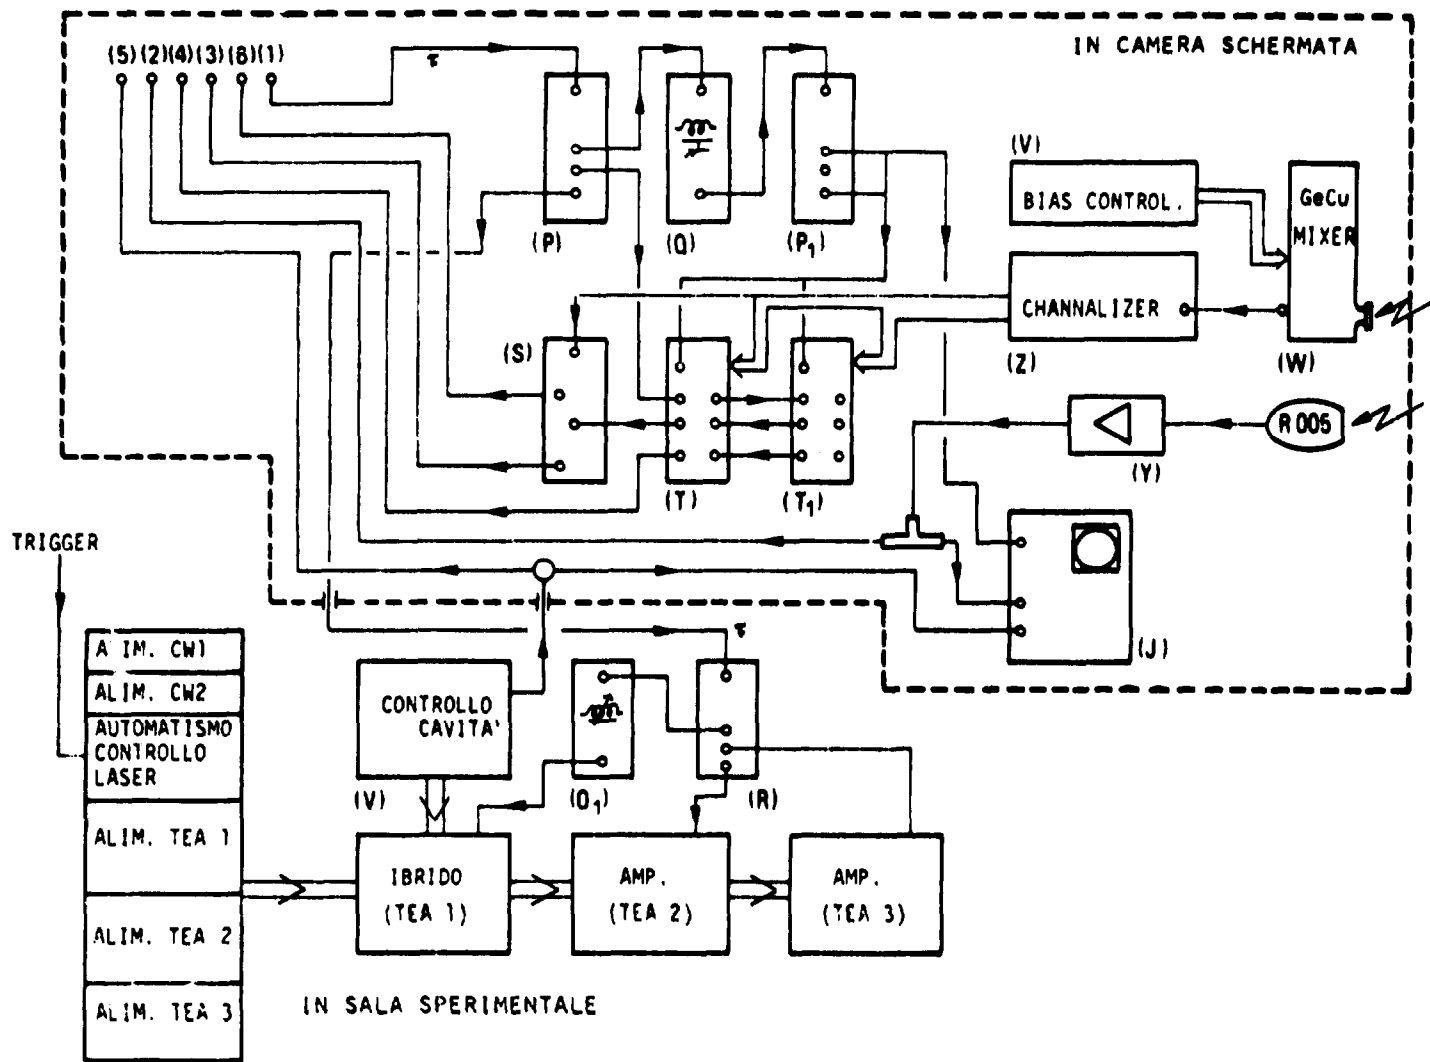 IN CAMERA SCHERMATA
(5) (2) (4) (3) (8) (1)
τ
(P)
(Q)
(P1)
(V)
BIAS CONTROL.
GeCu
MIXER
CHANNALIZER
(Z)
(W)
(S)
(T)
(T1)
R 005
(Y)
(J)
TRIGGER
A IM. CW1
ALIM. CW2
AUTOMATISMO
CONTROLLO
LASER
ALIM. TEA 1
ALIM. TEA 2
ALIM. TEA 3
τ
CONTROLLO
CAVITA'
(V)
(Q1)
(R)
IBRIDO
(TEA 1)
AMP.
(TEA 2)
AMP.
(TEA 3)
IN SALA SPERIMENTALE